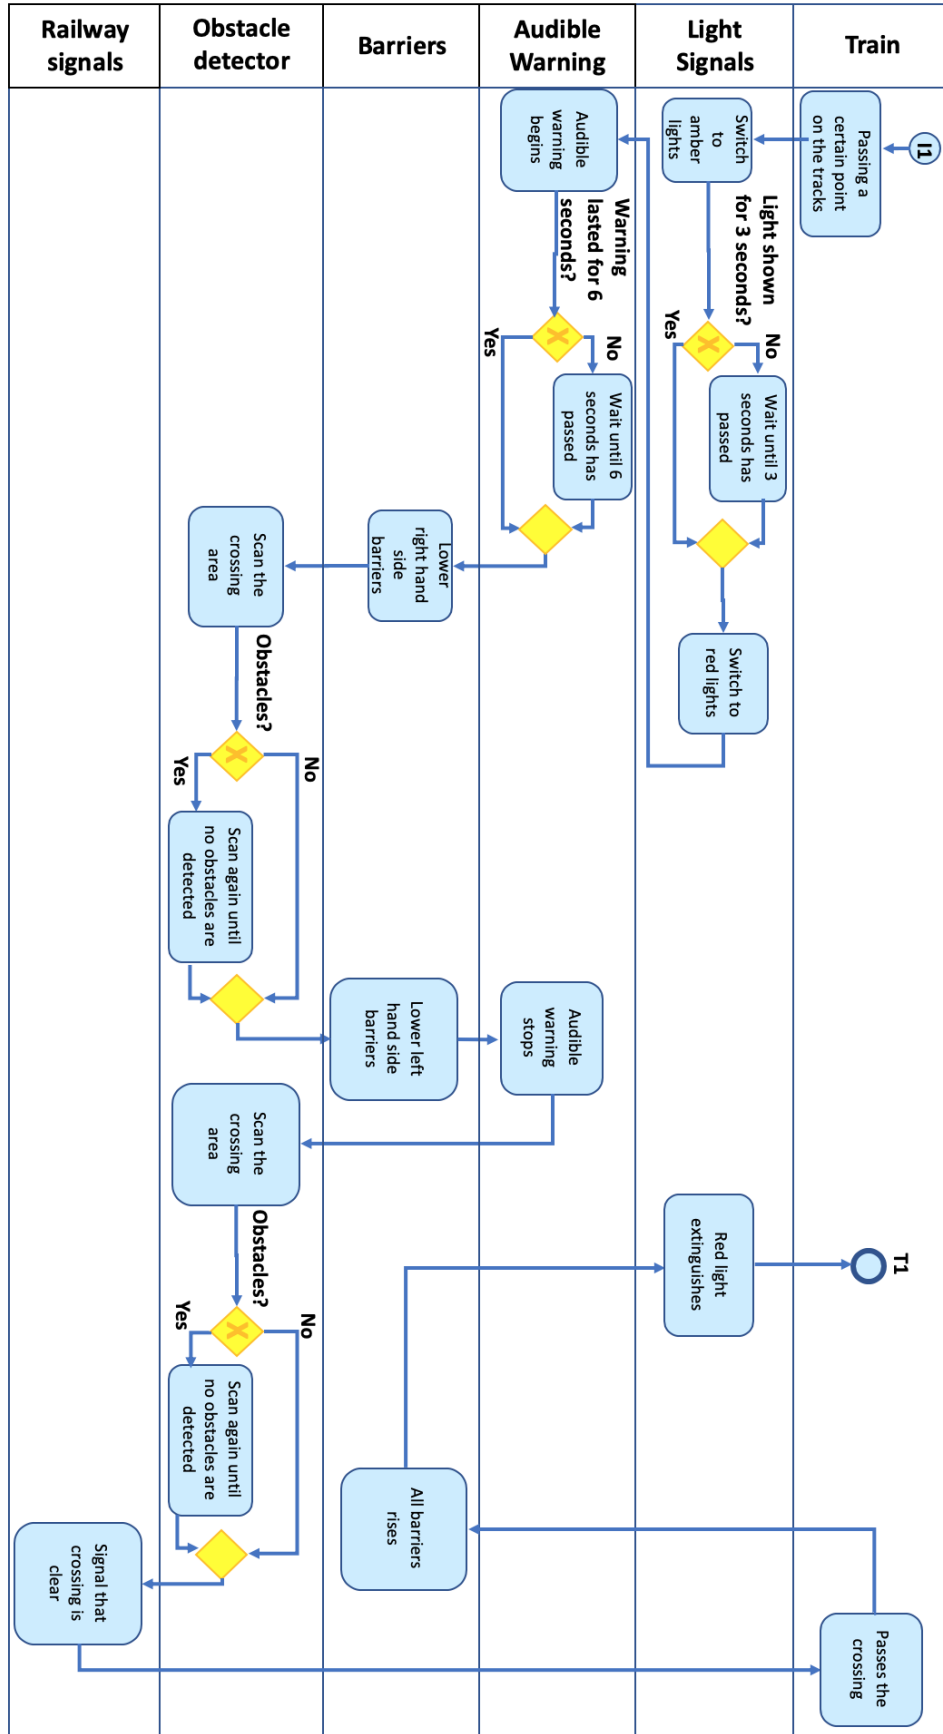 Railway
signals
Obstacle
detector
Barriers
Audible
Warning
Light
Signals
Train
I1
Passing a
certain point
on the tracks
Switch
to
amber
lights
Light shown
for 3 seconds?
No
Yes
Wait until 3
seconds has
passed
Switch to
red lights
Audible
warning
begins
Warning
lasted for 6
seconds?
No
Yes
Wait until 6
seconds has
passed
Lower
right hand
side
barriers
Scan the
crossing
area
Obstacles?
No
Yes
Scan again until
no obstacles are
detected
Lower left
hand side
barriers
Audible
warning
stops
Scan the
crossing
area
Obstacles?
No
Yes
Scan again until
no obstacles are
detected
Signal that
crossing is
clear
Passes the
crossing
All barriers
rises
Red light
extinguishes
T1
X
X
X
X